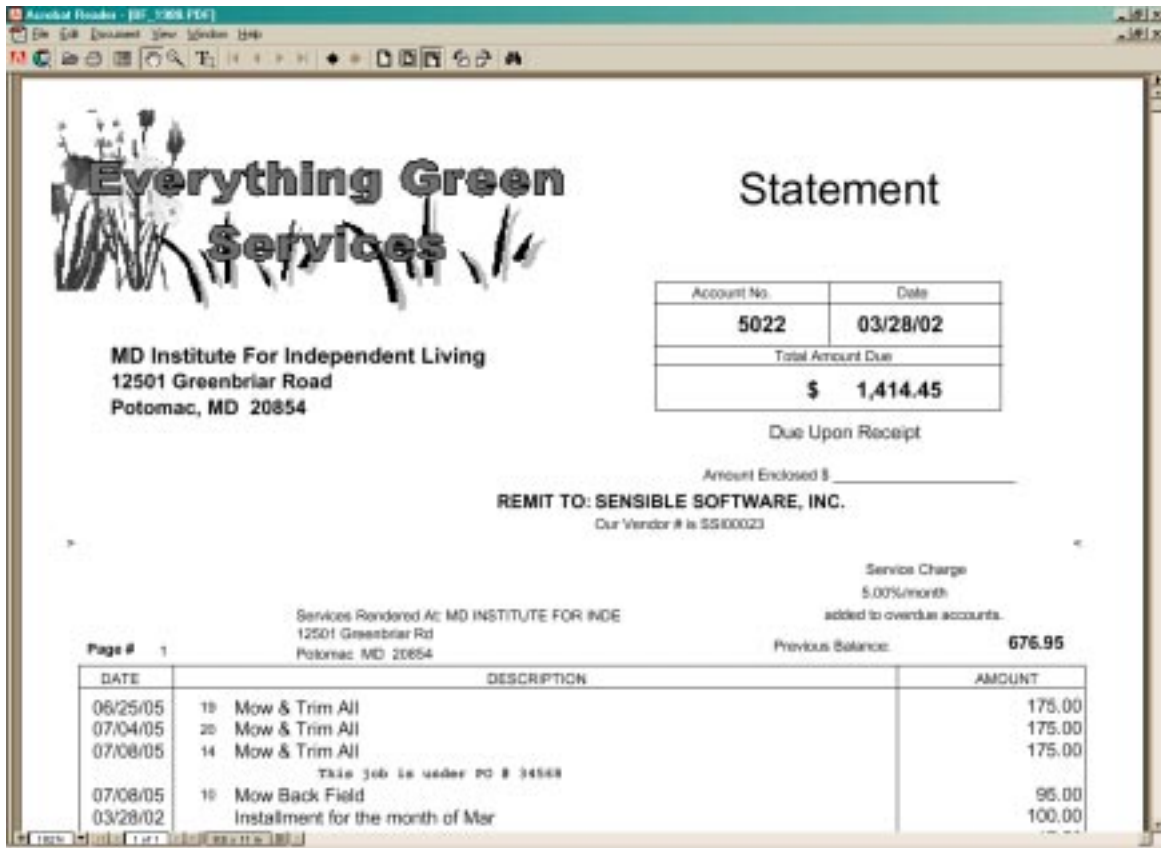 Acrobat Reader - [BF_1988.PDF]
File Edit Document View Window Help
Everything Green
Services
Statement
Account No. Date
5022 03/28/02
Total Amount Due
$ 1,414.45
MD Institute For Independent Living
12501 Greenbriar Road
Potomac, MD 20854
Due Upon Receipt
Amount Enclosed $
REMIT TO: SENSIBLE SOFTWARE, INC.
Our Vendor # is SSI00023
> <
Service Charge
5.00%/month
added to overdue accounts.
Services Rendered At: MD INSTITUTE FOR INDE
12501 Greenbriar Rd
Potomac MD 20854
Page # 1
Previous Balance: 676.95
DATE DESCRIPTION AMOUNT
06/25/05 19 Mow & Trim All 175.00
07/04/05 20 Mow & Trim All 175.00
07/08/05 14 Mow & Trim All 175.00
This job is under PO # 34568
07/08/05 10 Mow Back Field 95.00
03/28/02 Installment for the month of Mar 100.00
1 of 1